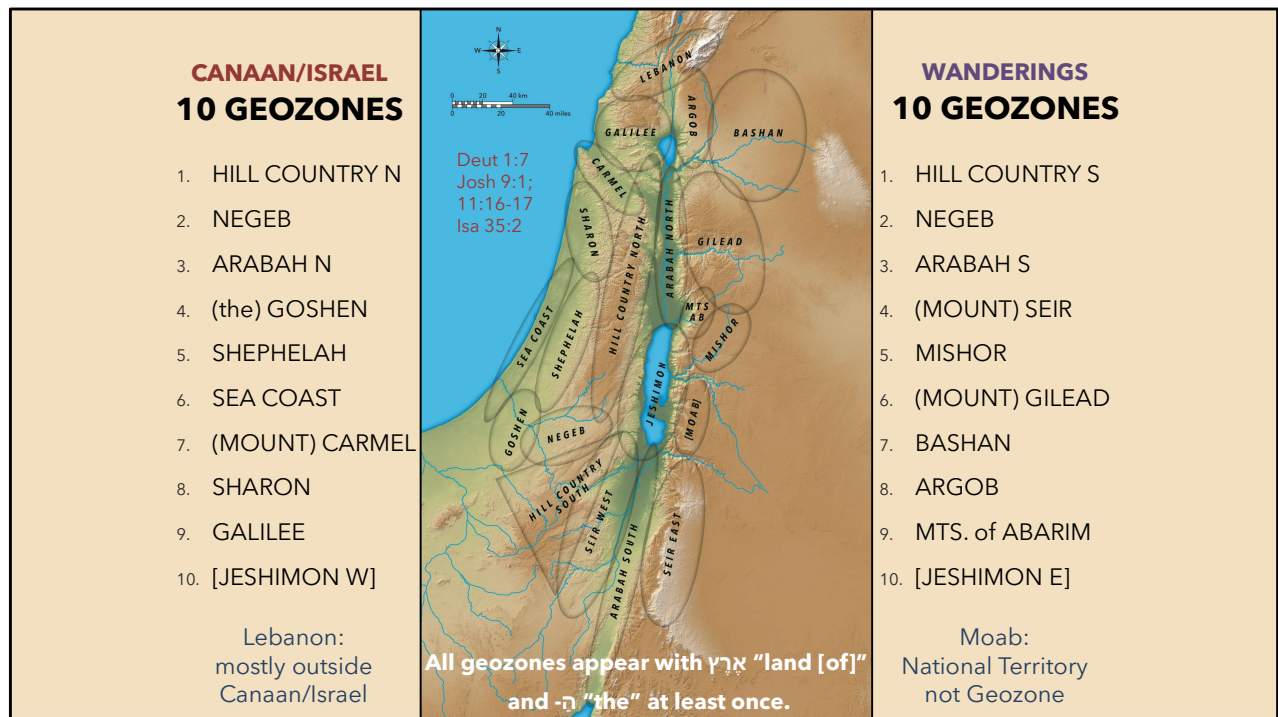 CANAAN/ISRAEL
10 GEOZONES
1. HILL COUNTRY N
2. NEGEB
3. ARABAH N
4. (the) GOSHEN
5. SHEPHELAH
6. SEA COAST
7. (MOUNT) CARMEL
8. SHARON
9. GALILEE
10. [JESHIMON W]
Lebanon:
mostly outside
Canaan/Israel
N
W E
S
0 20 40 km
0 20 40 miles
Deut 1:7
Josh 9:1;
11:16-17
Isa 35:2
LEBANON
ARGOB
GALILEE
BASHAN
CARMEL
SHARON
HILL COUNTRY NORTH
ARABAH NORTH
GILEAD
MTS
AB
MISHOR
SEA COAST
SHEPHELAH
JESHIMON
GOSHEN
NEGEB
[MOAB]
HILL COUNTRY
SOUTH
SEIR WEST
ARABAH SOUTH
SEIR EAST
All geozones appear with אֶרֶץ “land [of]”
and -הַ “the” at least once.
WANDERINGS
10 GEOZONES
1. HILL COUNTRY S
2. NEGEB
3. ARABAH S
4. (MOUNT) SEIR
5. MISHOR
6. (MOUNT) GILEAD
7. BASHAN
8. ARGOB
9. MTS. of ABARIM
10. [JESHIMON E]
Moab:
National Territory
not Geozone